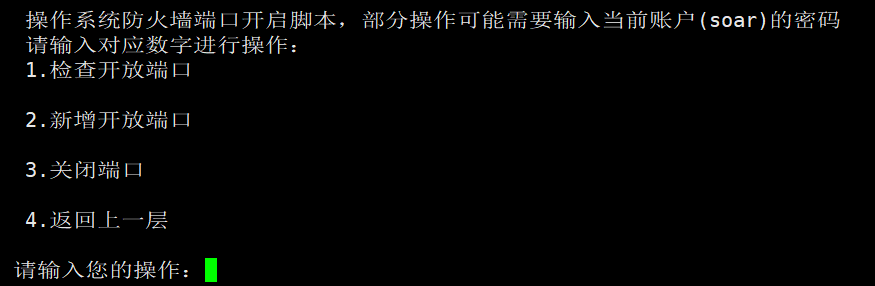 操作系统防火墙端口开启脚本，部分操作可能需要输入当前账户(soar)的密码
请输入对应数字进行操作：
1.检查开放端口
2.新增开放端口
3.关闭端口
4.返回上一层
请输入您的操作：